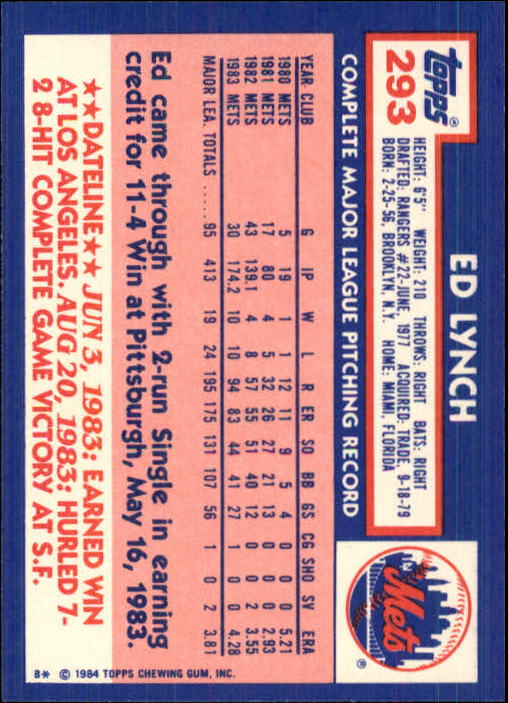 topps®
293
ED LYNCH
HEIGHT: 6'5" WEIGHT: 210 THROWS: RIGHT BATS: RIGHT
DRAFTED: RANGERS #22-JUNE, 1977 ACQUIRED: TRADE, 9-18-79
BORN: 2-25-56, BROOKLYN, N.Y. HOME: MIAMI, FLORIDA
Mets ®
COMPLETE MAJOR LEAGUE PITCHING RECORD
YEAR CLUB G IP W L R ER SO BB GS CG SHO SV ERA
1980 METS 5 19 1 1 12 11 9 5 4 0 0 0 5.21
1981 METS 17 80 4 5 32 26 27 21 13 0 0 0 2.93
1982 METS 43 139.1 4 8 57 55 51 40 12 0 0 2 3.55
1983 METS 30 174.2 10 10 94 83 44 41 27 1 0 0 4.28
MAJOR LEA. TOTALS ..... 95 413 19 24 195 175 131 107 56 1 0 2 3.81
Ed came through with 2-run Single in earning
credit for 11-4 Win at Pittsburgh, May 16, 1983.
★★DATELINE★★ JUN 3, 1983: EARNED WIN
AT LOS ANGELES. AUG 20, 1983: HURLED 7-
2 8-HIT COMPLETE GAME VICTORY AT S.F.
B* © 1984 TOPPS CHEWING GUM, INC.